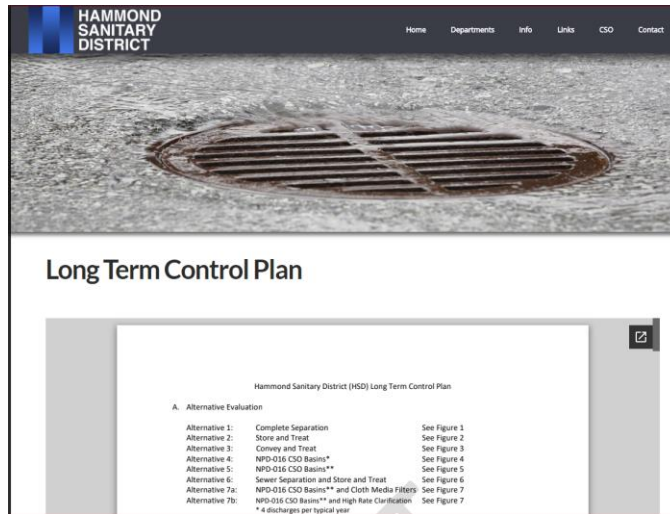 HAMMOND
SANITARY
DISTRICT
Home Departments Info Links CSO Contact
Long Term Control Plan
Hammond Sanitary District (HSD) Long Term Control Plan
A. Alternative Evaluation
Alternative 1: Complete Separation See Figure 1
Alternative 2: Store and Treat See Figure 2
Alternative 3: Convey and Treat See Figure 3
Alternative 4: NPD-016 CSO Basins* See Figure 4
Alternative 5: NPD-016 CSO Basins** See Figure 5
Alternative 6: Sewer Separation and Store and Treat See Figure 6
Alternative 7a: NPD-016 CSO Basins** and Cloth Media Filters See Figure 7
Alternative 7b: NPD-016 CSO Basins** and High Rate Clarification See Figure 7
* 4 discharges per typical year